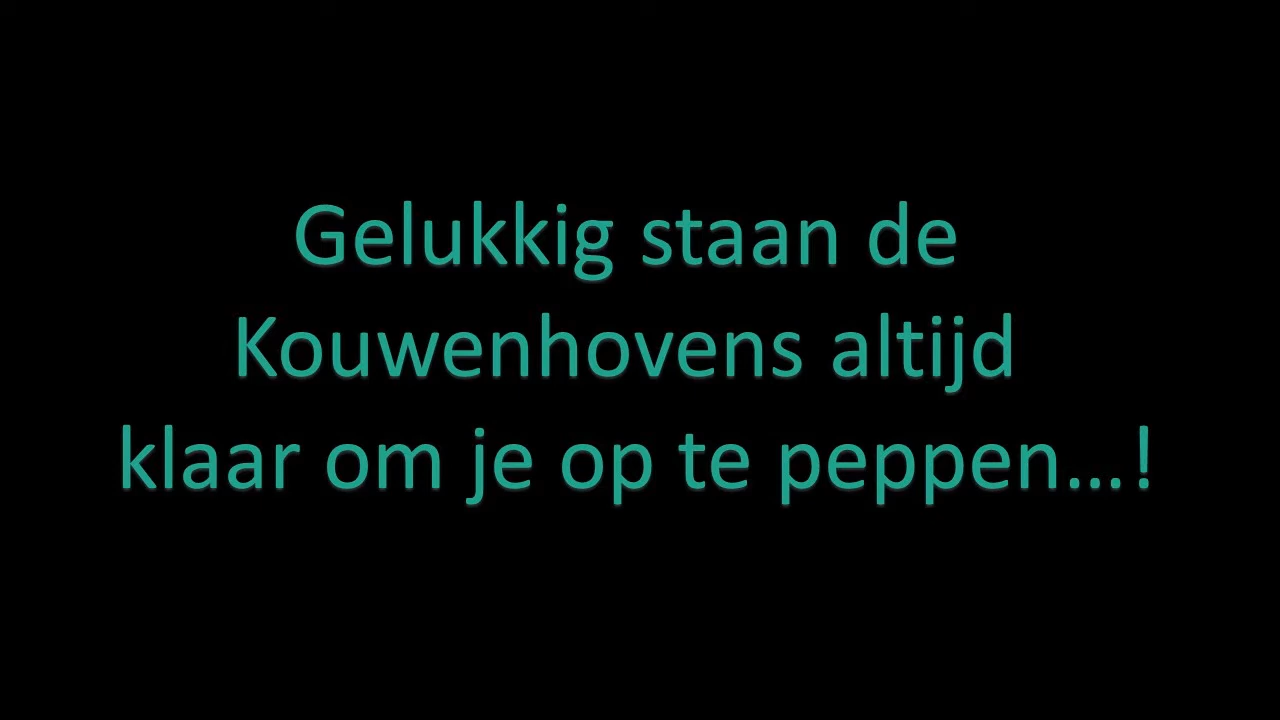 Gelukkig staan de
Kouwenhovens altijd
klaar om je op te peppen...!